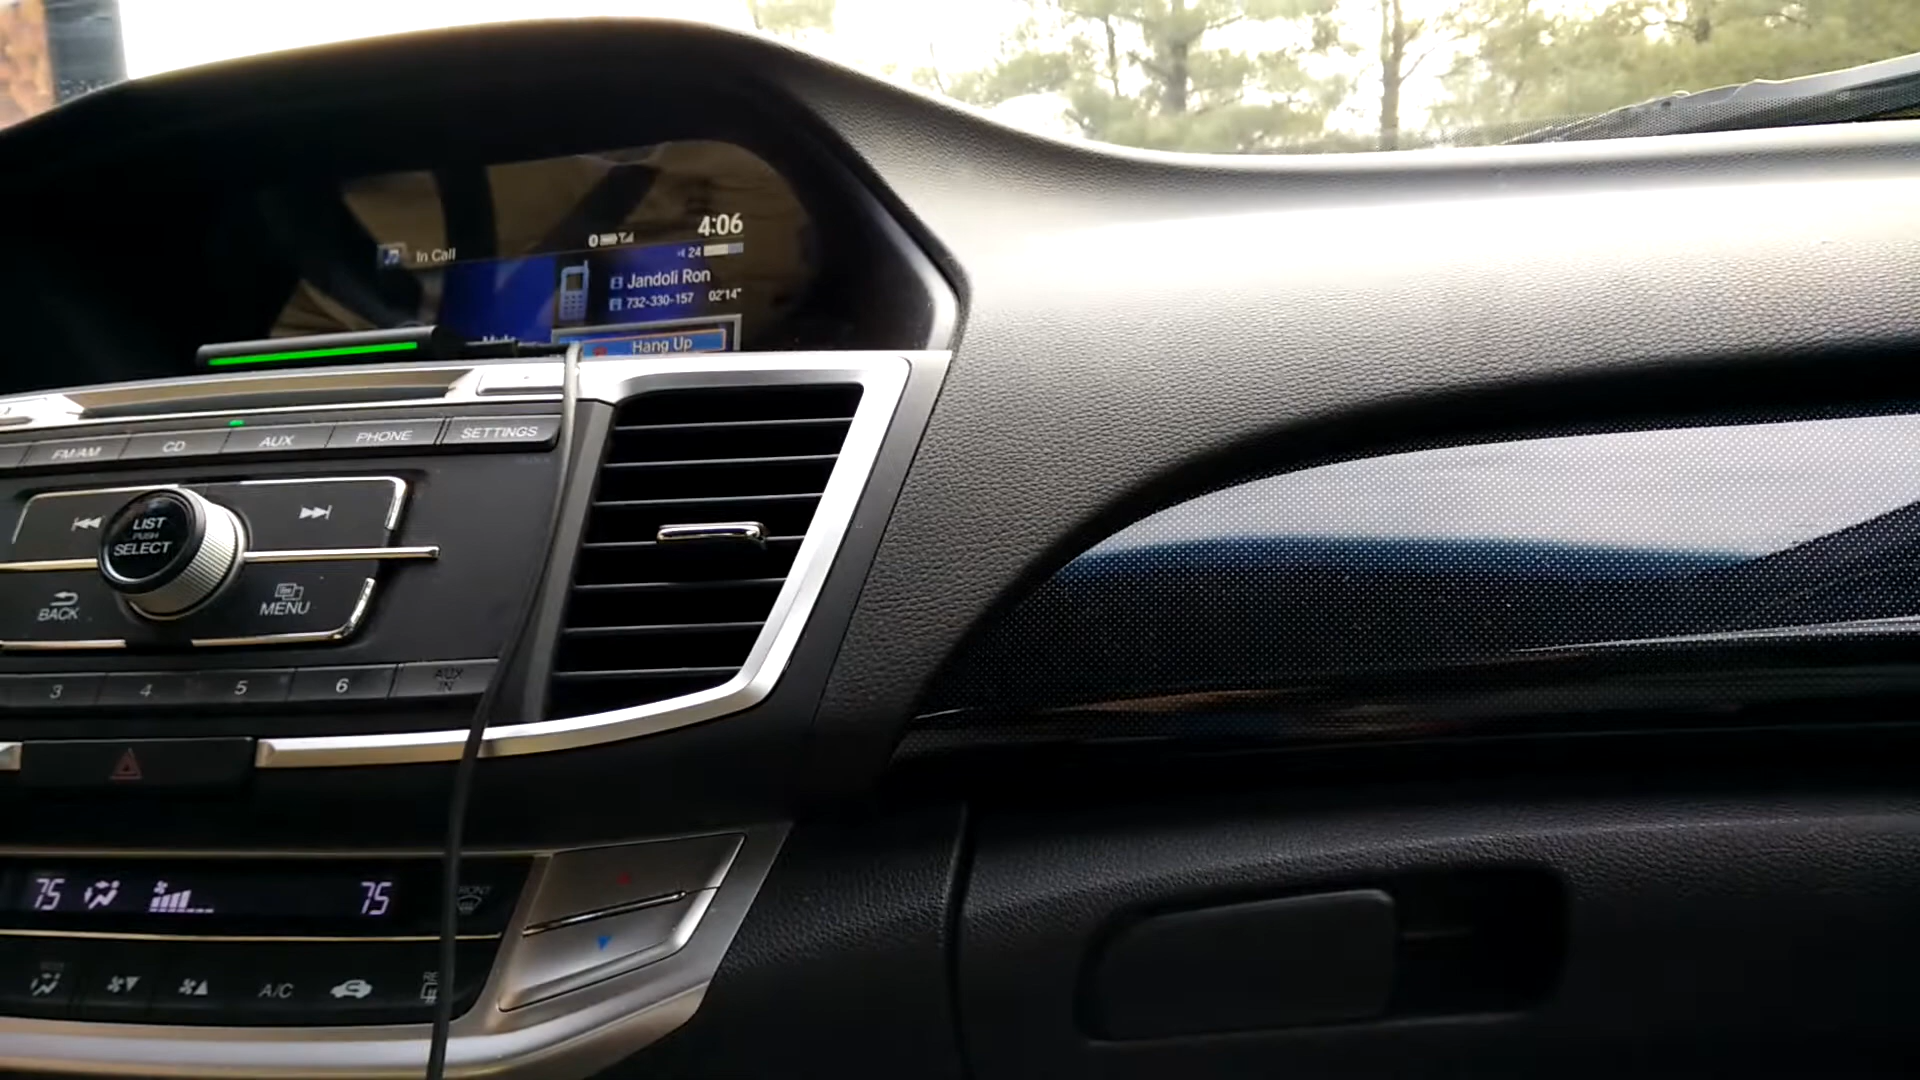 4:06
In Call
24
Jandoli Ron
732-330-157 02'14"
Hang Up
FM/AM CD AUX PHONE SETTINGS
LIST
PUSH
SELECT
BACK MENU
3 4 5 6 AUX IN
75 75
FRONT
A/C